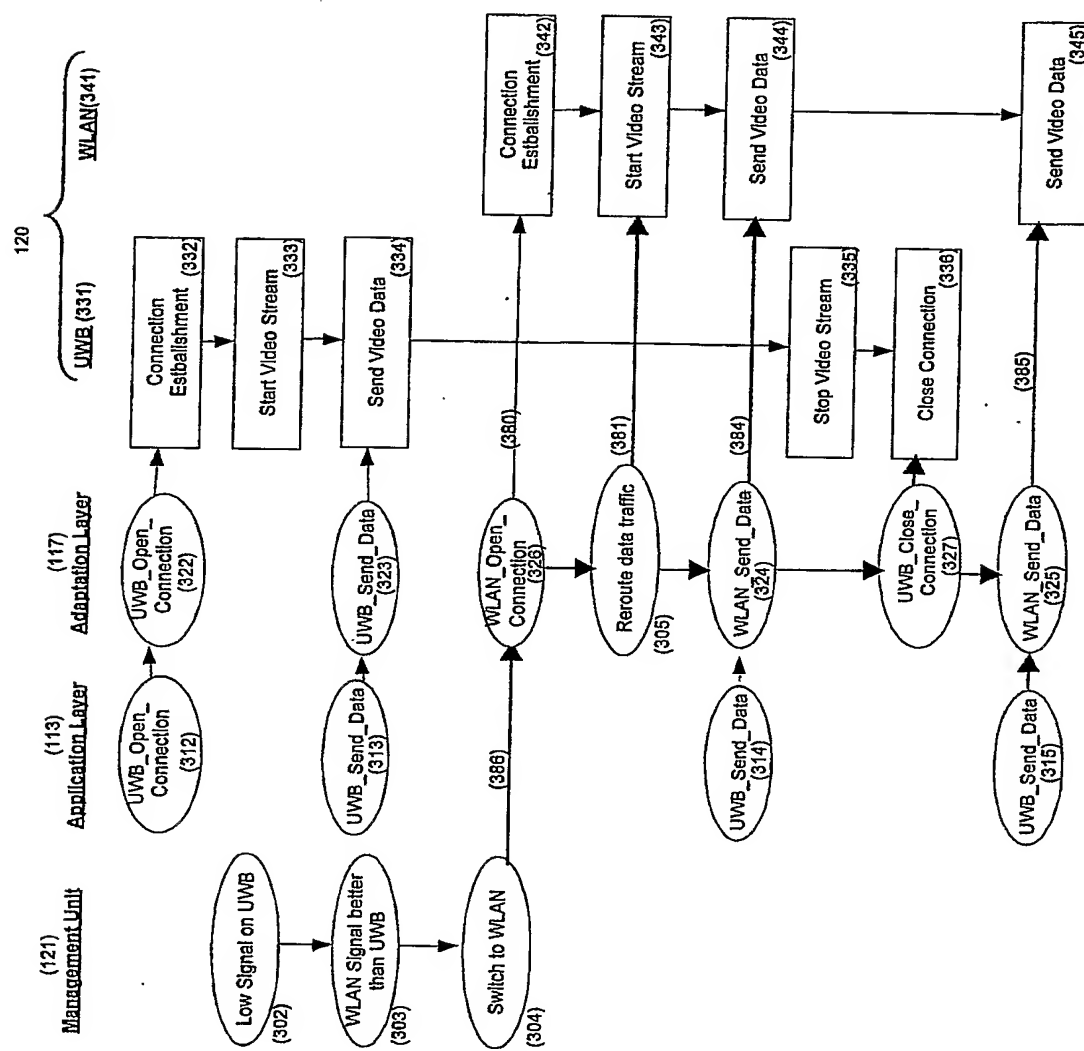 120
UWB (331)
WLAN(341)
(121)
Management Unit
(113)
Application Layer
(117)
Adaptation Layer
UWB_Open_
Connection
(312)
UWB_Open_
Connection
(322)
Connection
Estballshment
(332)
Low Signal on UWB
(302)
Start Video Stream
(333)
WLAN Signal better
than UWB
(303)
UWB_Send_Data
(313)
UWB_Send_Data
(323)
Send Video Data
(334)
Switch to WLAN
(304)
(386)
WLAN_Open_
Connection
(326)
(380)
Connection
Estballshment
(342)
Reroute data traffic
(305)
(381)
Start Video Stream
(343)
UWB_Send_Data
(314)
WLAN_Send_Data
(324)
(384)
Send Video Data
(344)
Stop Video Stream
(335)
UWB_Close_
Connection
(327)
Close Connection
(336)
UWB_Send_Data
(315)
WLAN_Send_Data
(325)
(385)
Send Video Data
(345)